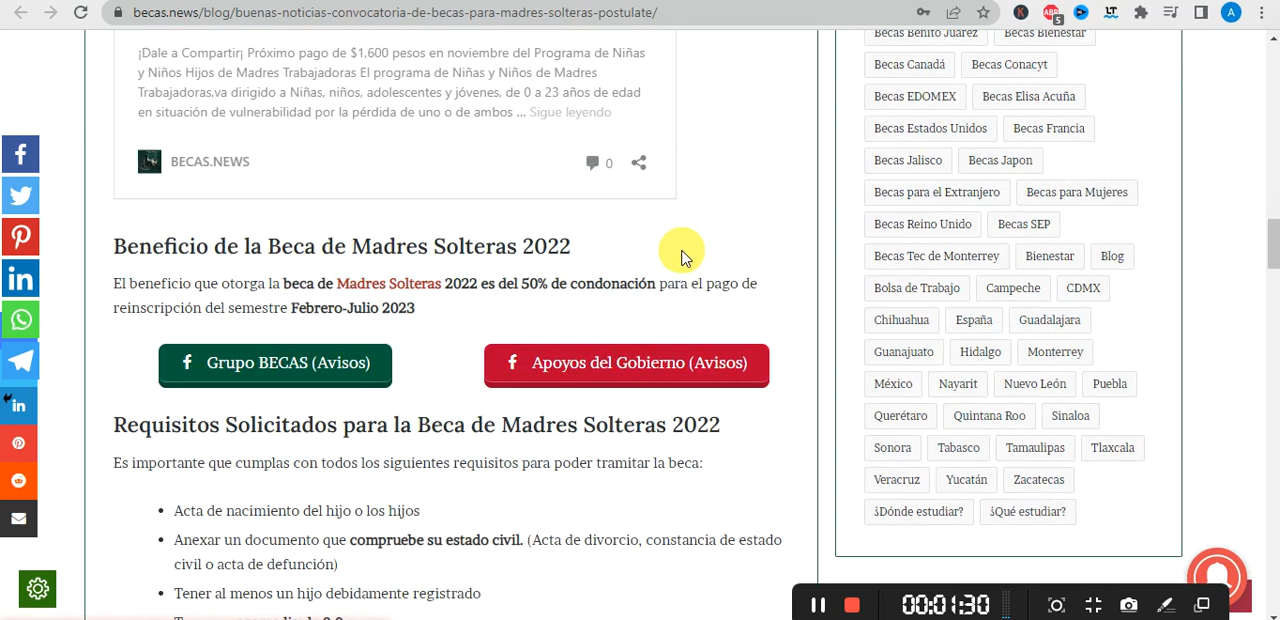 becas.news/blog/buenas-noticias-convocatoria-de-becas-para-madres-solteras-postulate/
5
A
¡Dale a Compartir¡ Próximo pago de $1,600 pesos en noviembre del Programa de Niñas
y Niños Hijos de Madres Trabajadoras El programa de Niñas y Niños de Madres
Trabajadoras,va dirigido a Niñas, niños, adolescentes y jóvenes, de 0 a 23 años de edad
en situación de vulnerabilidad por la pérdida de uno o de ambos ... Sigue leyendo
BECAS.NEWS
0
Beneficio de la Beca de Madres Solteras 2022
El beneficio que otorga la beca de Madres Solteras 2022 es del 50% de condonación para el pago de
reinscripción del semestre Febrero-Julio 2023
Grupo BECAS (Avisos) Apoyos del Gobierno (Avisos)
Requisitos Solicitados para la Beca de Madres Solteras 2022
Es importante que cumplas con todos los siguientes requisitos para poder tramitar la beca:
• Acta de nacimiento del hijo o los hijos
• Anexar un documento que compruebe su estado civil. (Acta de divorcio, constancia de estado
civil o acta de defunción)
• Tener al menos un hijo debidamente registrado
Becas Benito Juárez Becas Bienestar
Becas Canadá Becas Conacyt
Becas EDOMEX Becas Elisa Acuña
Becas Estados Unidos Becas Francia
Becas Jalisco Becas Japon
Becas para el Extranjero Becas para Mujeres
Becas Reino Unido Becas SEP
Becas Tec de Monterrey Bienestar Blog
Bolsa de Trabajo Campeche CDMX
Chihuahua España Guadalajara
Guanajuato Hidalgo Monterrey
México Nayarit Nuevo León Puebla
Querétaro Quintana Roo Sinaloa
Sonora Tabasco Tamaulipas Tlaxcala
Veracruz Yucatán Zacatecas
¿Dónde estudiar? ¿Qué estudiar?
00:01:30